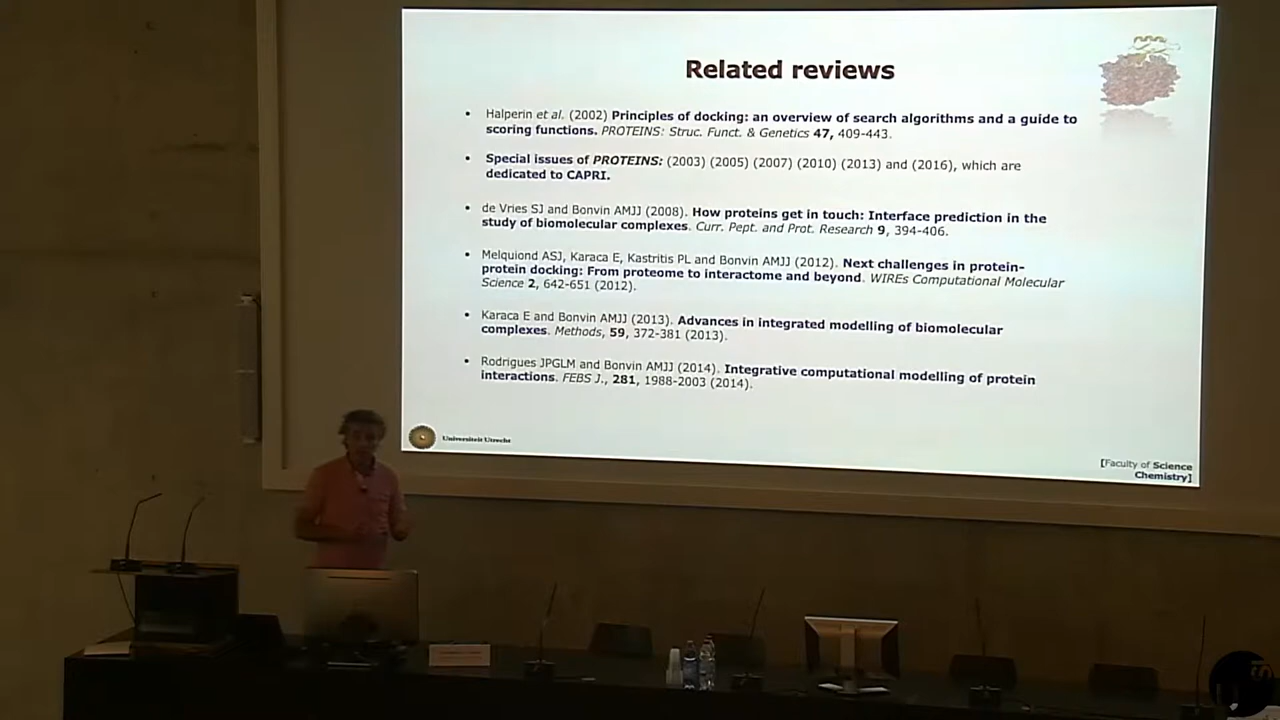 Related reviews
• Halperin et al. (2002) Principles of docking: an overview of search algorithms and a guide to
scoring functions. PROTEINS: Struc. Funct. & Genetics 47, 409-443.
• Special issues of PROTEINS: (2003) (2005) (2007) (2010) (2013) and (2016), which are
dedicated to CAPRI.
• de Vries SJ and Bonvin AMJJ (2008). How proteins get in touch: Interface prediction in the
study of biomolecular complexes. Curr. Pept. and Prot. Research 9, 394-406.
• Melquiond ASJ, Karaca E, Kastritis PL and Bonvin AMJJ (2012). Next challenges in protein-
protein docking: From proteome to interactome and beyond. WIREs Computational Molecular
Science 2, 642-651 (2012).
• Karaca E and Bonvin AMJJ (2013). Advances in integrated modelling of biomolecular
complexes. Methods, 59, 372-381 (2013).
• Rodrigues JPGLM and Bonvin AMJJ (2014). Integrative computational modelling of protein
interactions. FEBS J., 281, 1988-2003 (2014).
Universiteit Utrecht
[Faculty of Science
Chemistry]